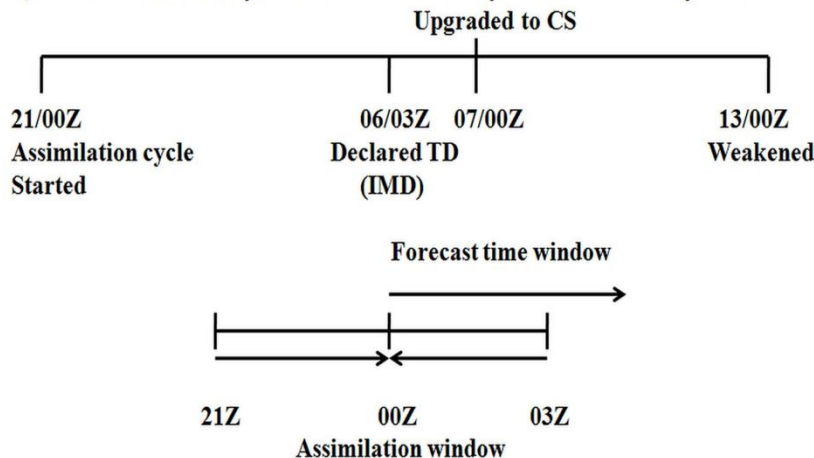 Upgraded to CS
21/00Z 06/03Z 07/00Z 13/00Z
Assimilation cycle Declared TD Weakened
Started (IMD)
Forecast time window
21Z 00Z 03Z
Assimilation window